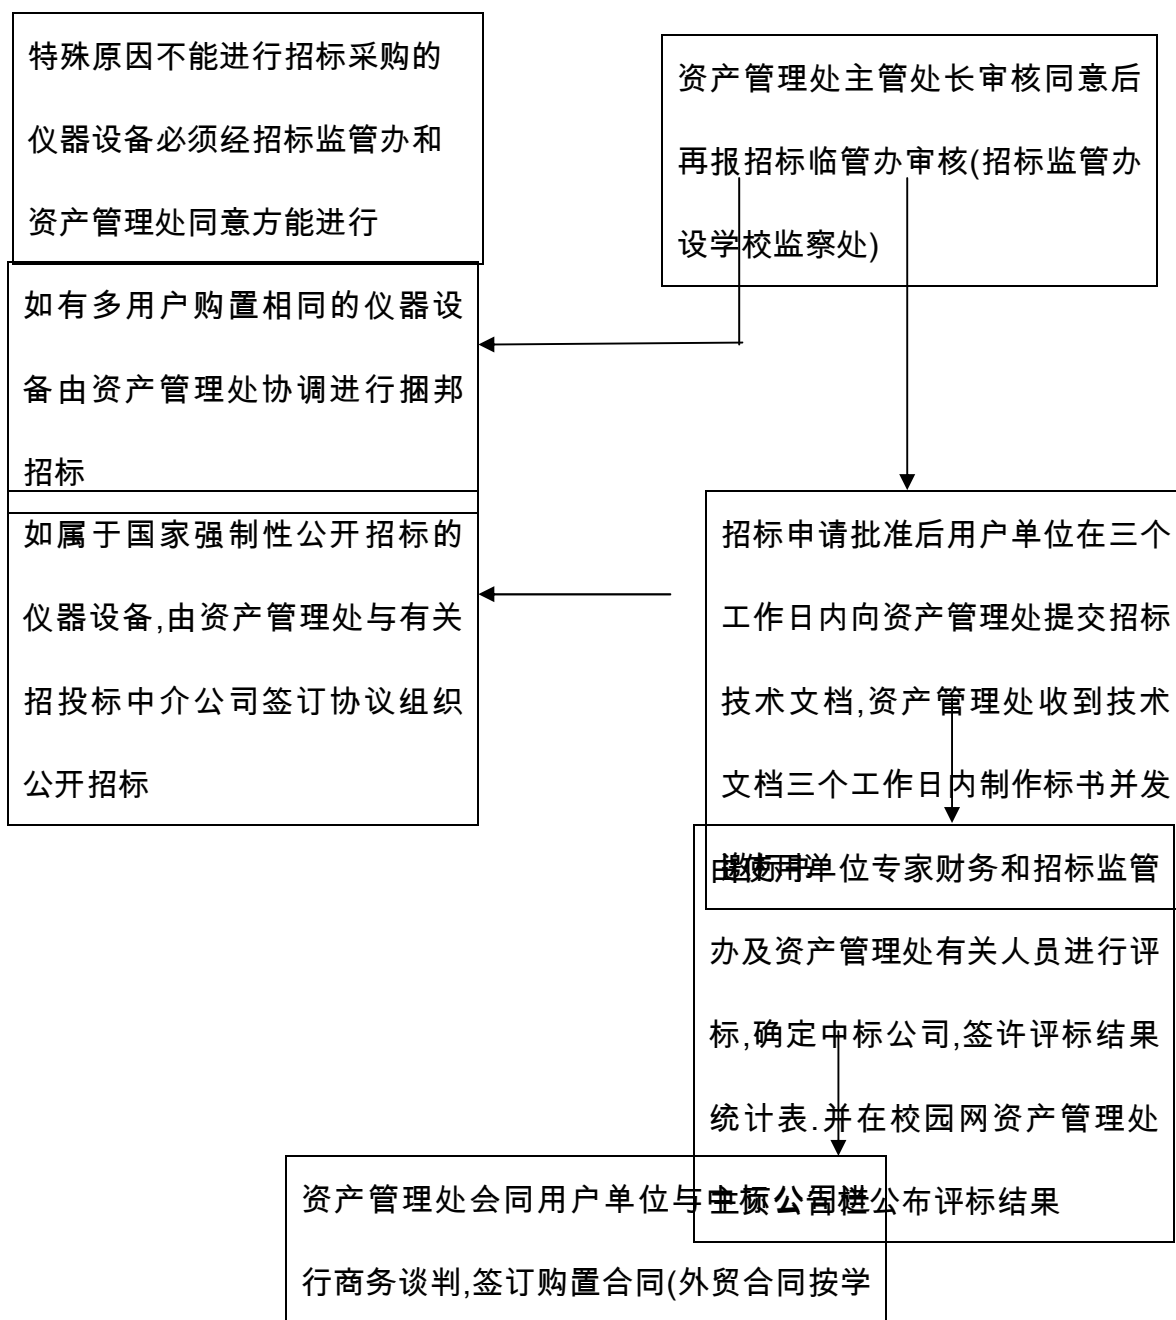 特殊原因不能进行招标采购的
仪器设备必须经招标监管办和
资产管理处同意方能进行
资产管理处主管处长审核同意后
再报招标临管办审核(招标监管办
设学校监察处)
如有多用户购置相同的仪器设
备由资产管理处协调进行捆邦
招标
如属于国家强制性公开招标的
仪器设备,由资产管理处与有关
招投标中介公司签订协议组织
公开招标
招标申请批准后用户单位在三个
工作日内向资产管理处提交招标
技术文档,资产管理处收到技术
文档三个工作日内制作标书并发
由使用单位专家财务和招标监管
办及资产管理处有关人员进行评
标,确定中标公司,签许评标结果
统计表.并在校园网资产管理处
公布评标结果
资产管理处会同用户单位与中标公司进
行商务谈判,签订购置合同(外贸合同按学